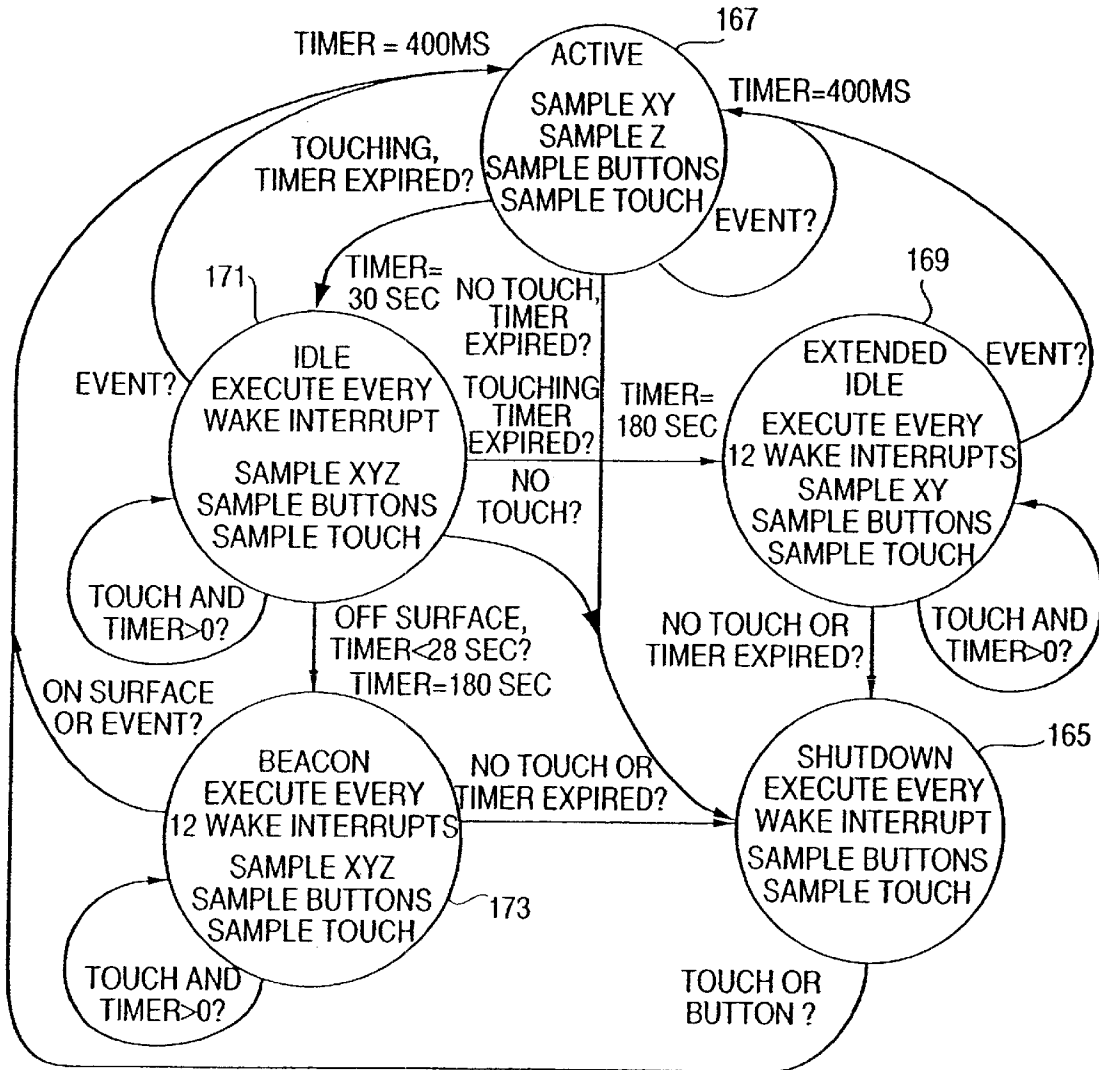 167
TIMER = 400MS
ACTIVE
SAMPLE XY
SAMPLE Z
SAMPLE BUTTONS
SAMPLE TOUCH
TIMER=400MS
TOUCHING,
TIMER EXPIRED?
EVENT?
171
TIMER=
30 SEC
NO TOUCH,
TIMER
EXPIRED?
169
EVENT?
IDLE
EXECUTE EVERY
WAKE INTERRUPT
SAMPLE XYZ
SAMPLE BUTTONS
SAMPLE TOUCH
TOUCHING
TIMER
EXPIRED?
NO
TOUCH?
TIMER=
180 SEC
EXTENDED
IDLE
EXECUTE EVERY
12 WAKE INTERRUPTS
SAMPLE XY
SAMPLE BUTTONS
SAMPLE TOUCH
EVENT?
TOUCH AND
TIMER>0?
OFF SURFACE,
TIMER<28 SEC?
TIMER=180 SEC
NO TOUCH OR
TIMER EXPIRED?
TOUCH AND
TIMER>0?
ON SURFACE
OR EVENT?
165
BEACON
EXECUTE EVERY
12 WAKE INTERRUPTS
SAMPLE XYZ
SAMPLE BUTTONS
SAMPLE TOUCH
NO TOUCH OR
TIMER EXPIRED?
SHUTDOWN
EXECUTE EVERY
WAKE INTERRUPT
SAMPLE BUTTONS
SAMPLE TOUCH
173
TOUCH AND
TIMER>0?
TOUCH OR
BUTTON ?